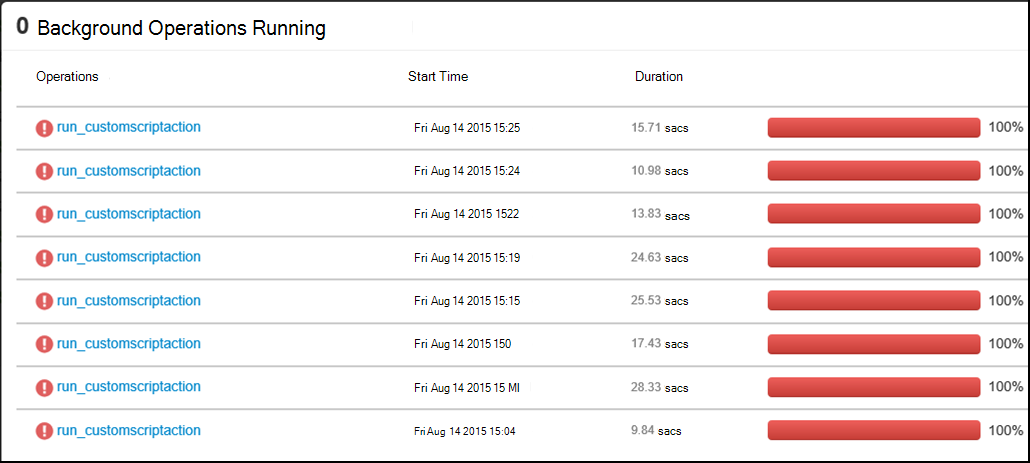 0 Background Operations Running
Operations Start Time Duration
run_customscriptaction Fri Aug 14 2015 15:25 15.71 sacs 100%
run_customscriptaction Fri Aug 14 2015 15:24 10.98 sacs 100%
run_customscriptaction Fri Aug 14 2015 1522 13.83 sacs 100%
run_customscriptaction Fri Aug 14 2015 15:19 24.63 sacs 100%
run_customscriptaction Fri Aug 14 2015 15:15 25.53 sacs 100%
run_customscriptaction Fri Aug 14 2015 150 17.43 sacs 100%
run_customscriptaction Fri Aug 14 2015 15 MI 28.33 sacs 100%
run_customscriptaction Fri Aug 14 2015 15:04 9.84 sacs 100%